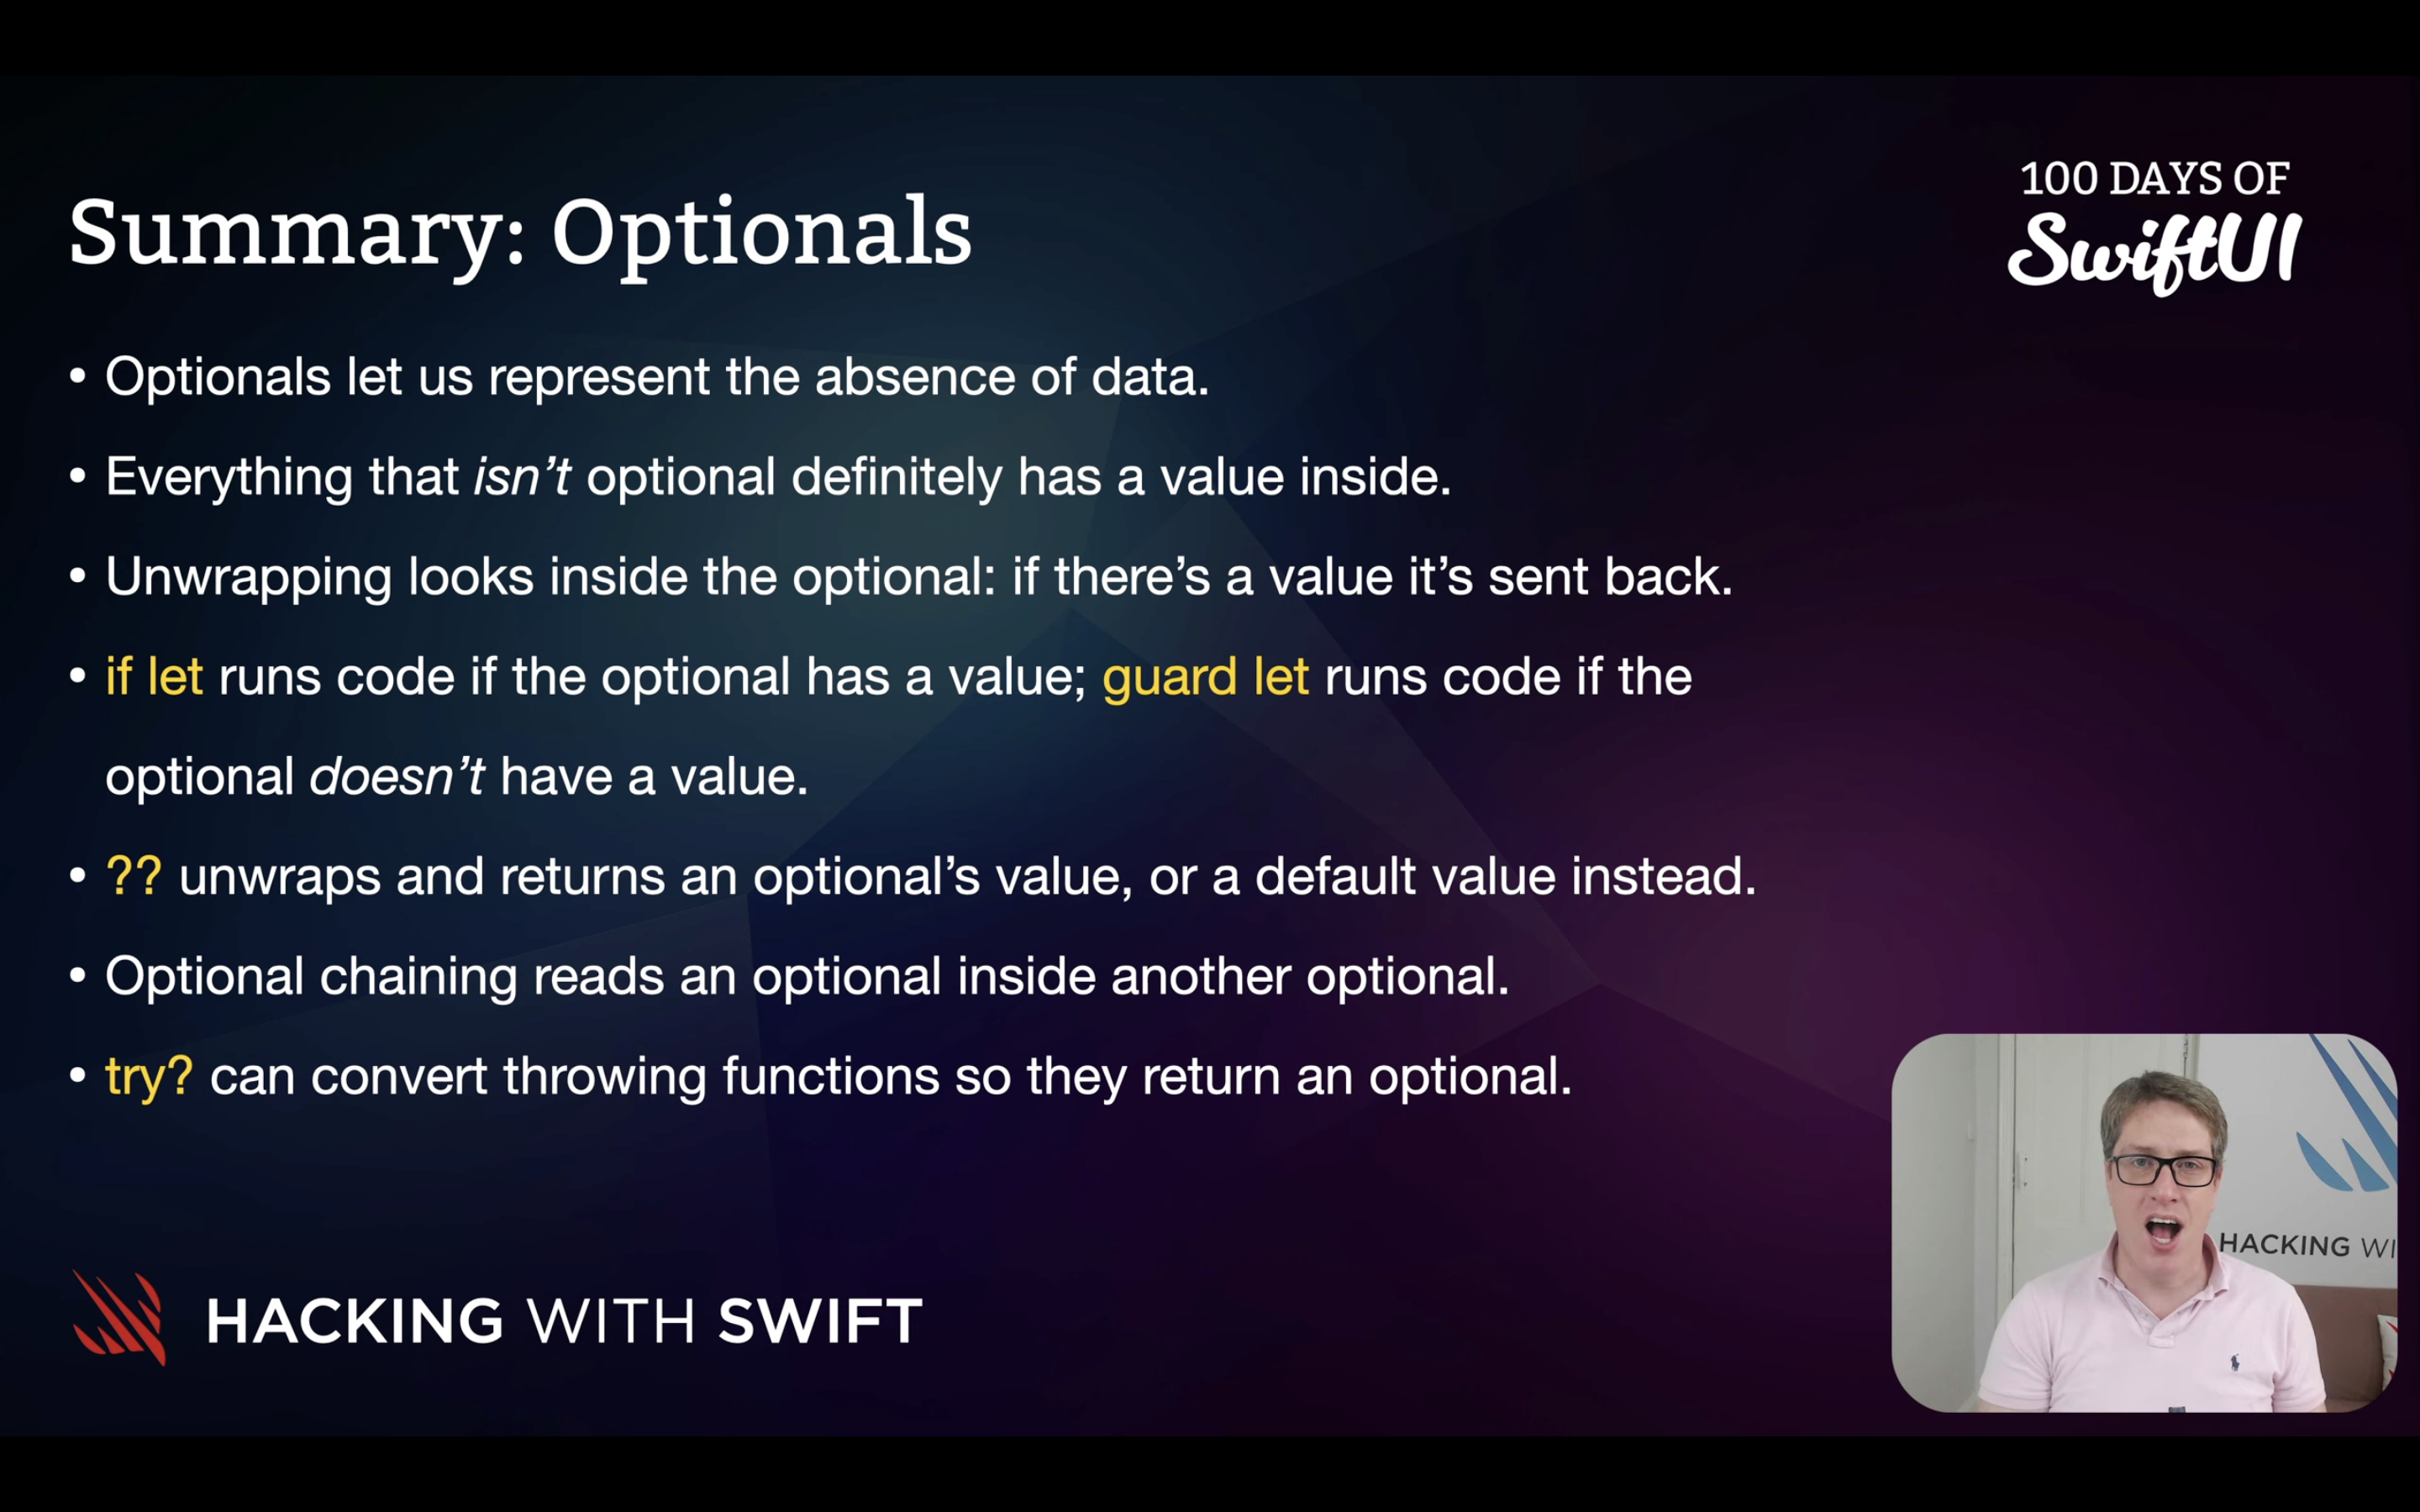 100 DAYS OF
SwiftUI
Summary: Optionals
• Optionals let us represent the absence of data.
• Everything that isn’t optional definitely has a value inside.
• Unwrapping looks inside the optional: if there’s a value it’s sent back.
• if let runs code if the optional has a value; guard let runs code if the
optional doesn’t have a value.
• ?? unwraps and returns an optional’s value, or a default value instead.
• Optional chaining reads an optional inside another optional.
• try? can convert throwing functions so they return an optional.
HACKING WI
HACKING WITH SWIFT